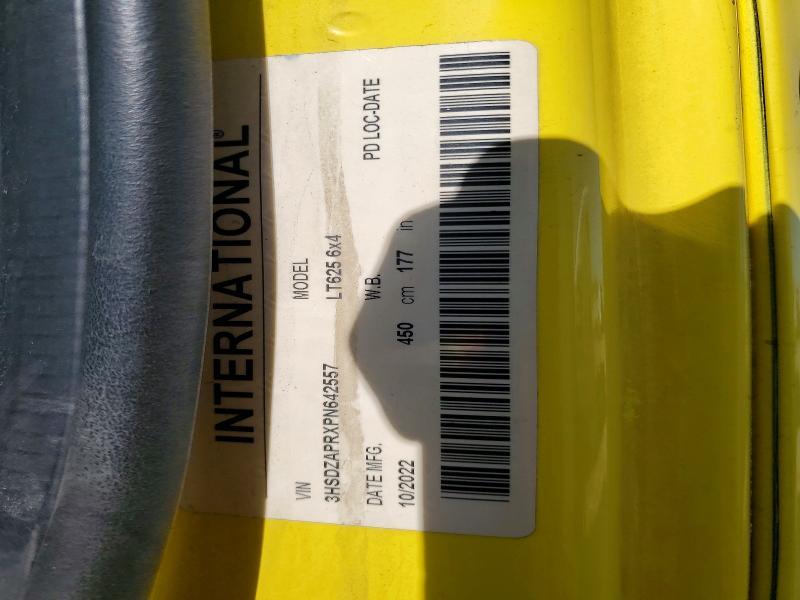 INTERNATIONAL®
VIN MODEL
3HSDZAPRXPN642557 LT625 6x4
DATE MFG. W.B. PD LOC-DATE
10/2022 450 cm 177 in